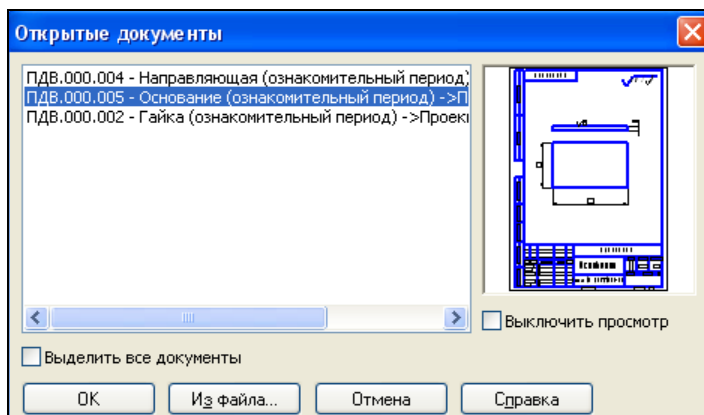 Открытые документы
ПДВ.000.004 - Направляющая (ознакомительный период)
ПДВ.000.005 - Основание (ознакомительный период) ->П
ПДВ.000.002 - Гайка (ознакомительный период) ->Проек
Выключить просмотр
Выделить все документы
OK
Из файла...
Отмена
Справка